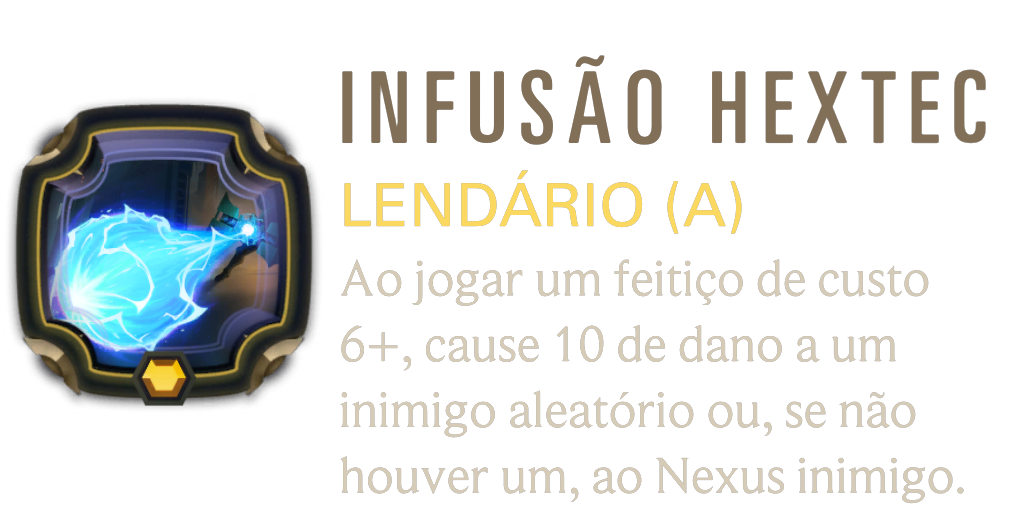 INFUSÃO HEXTEC
LENDÁRIO (A)
Ao jogar um feitiço de custo
6+, cause 10 de dano a um
inimigo aleatório ou, se não
houver um, ao Nexus inimigo.